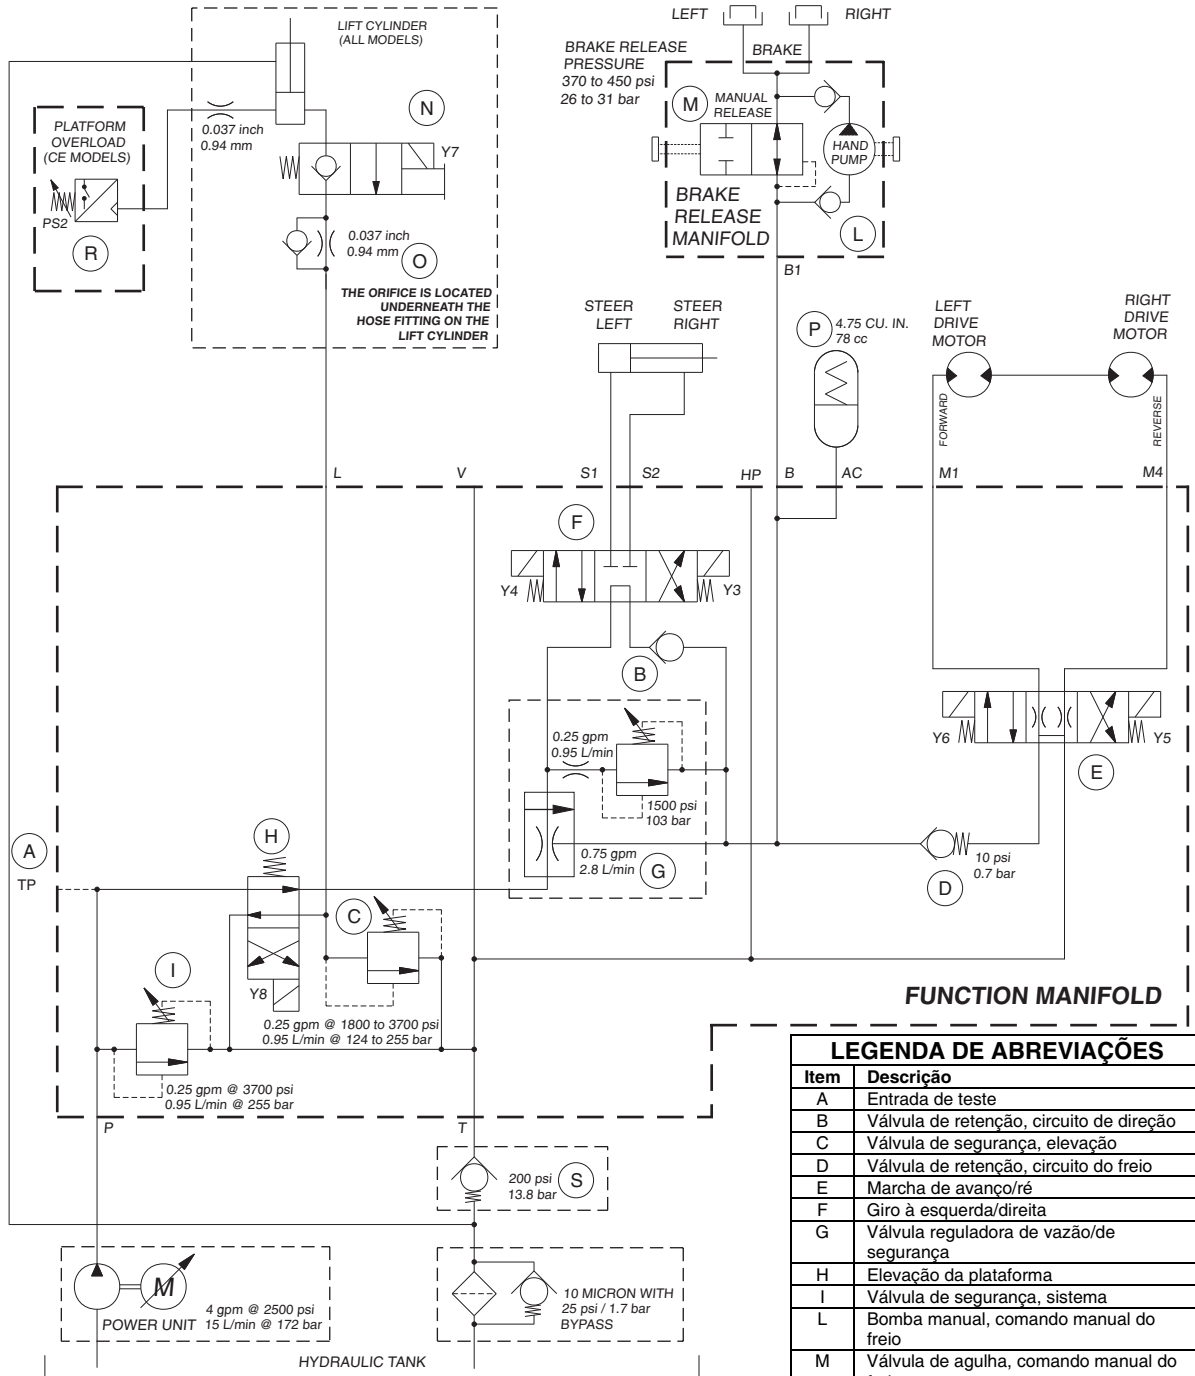 LEFT
RIGHT
BRAKE
LIFT CYLINDER
(ALL MODELS)
BRAKE RELEASE
PRESSURE
370 to 450 psi
26 to 31 bar
M
MANUAL
RELEASE
HAND
PUMP
BRAKE
RELEASE
MANIFOLD
L
B1
N
Y7
PLATFORM
OVERLOAD
(CE MODELS)
PS2
R
0.037 inch
0.94 mm
0.037 inch
0.94 mm
O
THE ORIFICE IS LOCATED
UNDERNEATH THE
HOSE FITTING ON THE
LIFT CYLINDER
STEER
LEFT
STEER
RIGHT
P
4.75 CU. IN.
78 cc
LEFT
DRIVE
MOTOR
RIGHT
DRIVE
MOTOR
FORWARD
REVERSE
L
V
S1
S2
HP
B
AC
M1
M4
F
Y4
Y3
B
0.25 gpm
0.95 L/min
1500 psi
103 bar
0.75 gpm
2.8 L/min
G
Y6
Y5
E
10 psi
0.7 bar
D
A
TP
H
C
I
Y8
0.25 gpm @ 1800 to 3700 psi
0.95 L/min @ 124 to 255 bar
0.25 gpm @ 3700 psi
0.95 L/min @ 255 bar
FUNCTION MANIFOLD
P
T
200 psi
13.8 bar
S
M
POWER UNIT
4 gpm @ 2500 psi
15 L/min @ 172 bar
10 MICRON WITH
25 psi / 1.7 bar
BYPASS
HYDRAULIC TANK
LEGENDA DE ABREVIAÇÕES
Item Descrição
A Entrada de teste
B Válvula de retenção, circuito de direção
C Válvula de segurança, elevação
D Válvula de retenção, circuito do freio
E Marcha de avanço/ré
F Giro à esquerda/direita
G Válvula reguladora de vazão/de
segurança
H Elevação da plataforma
I Válvula de segurança, sistema
L Bomba manual, comando manual do
freio
M Válvula de agulha, comando manual do